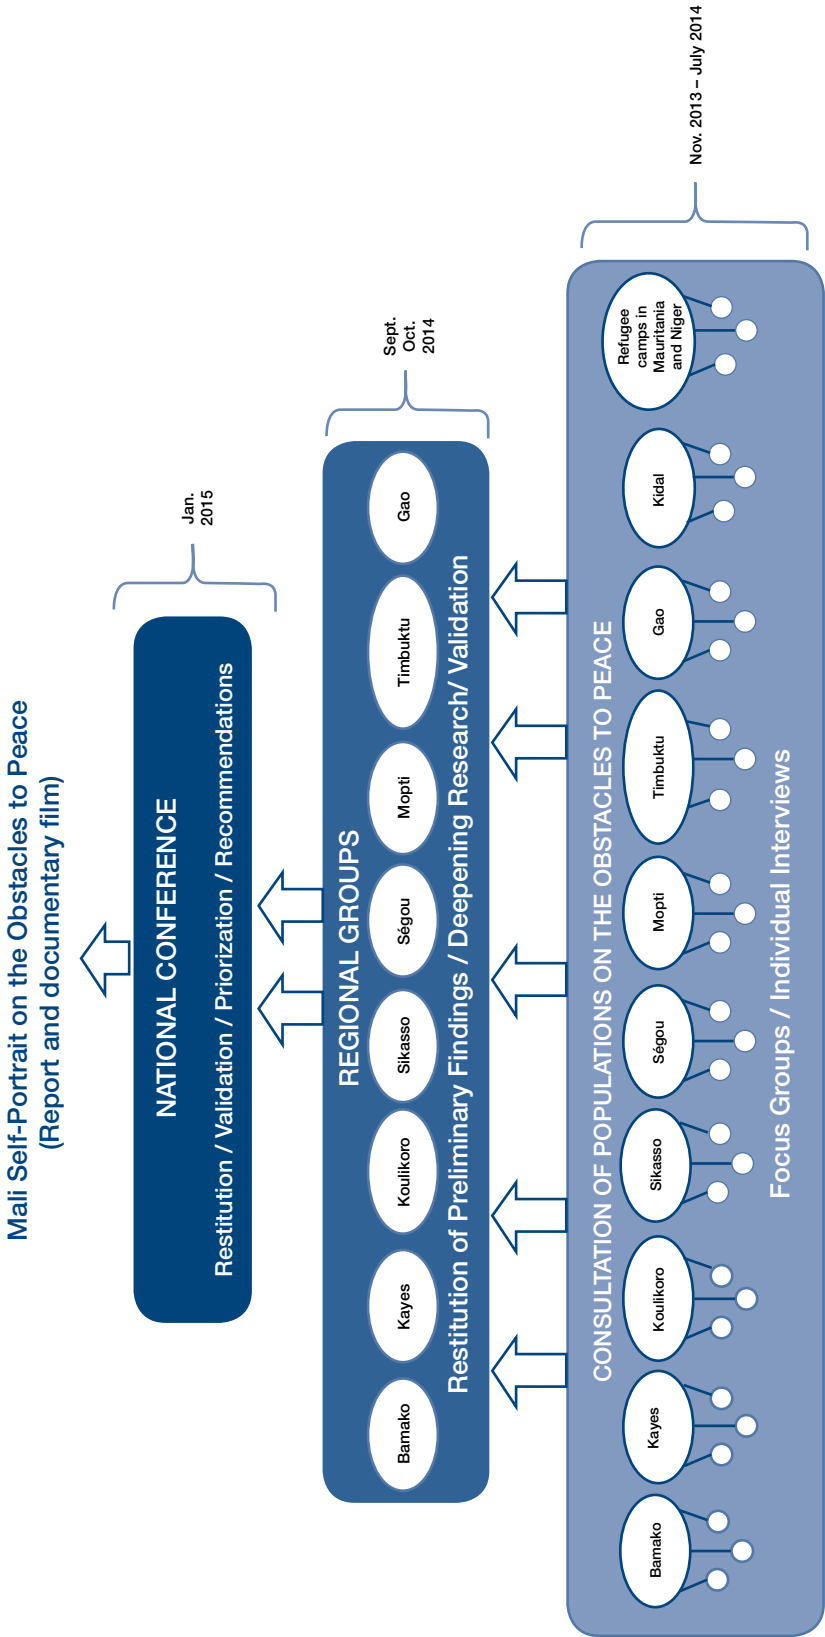 Mali Self-Portrait on the Obstacles to Peace
(Report and documentary film)
NATIONAL CONFERENCE
Restitution / Validation / Priorization / Recommendations
Jan.
2015
REGIONAL GROUPS
Bamako
Kayes
Koulikoro
Sikasso
Ségou
Mopti
Timbuktu
Gao
Restitution of Preliminary Findings / Deepening Research/ Validation
Sept.
Oct.
2014
CONSULTATION OF POPULATIONS ON THE OBSTACLES TO PEACE
Bamako
Kayes
Koulikoro
Sikasso
Ségou
Mopti
Timbuktu
Gao
Kidal
Refugee
camps in
Mauritania
and Niger
Focus Groups / Individual Interviews
Nov. 2013 – July 2014